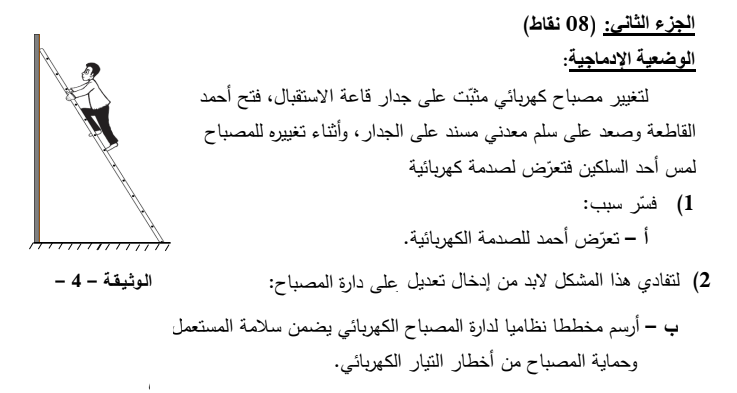 الجزء الثاني: (08 نقاط)
الوضعية الإدماجية:
لتغيير مصباح كهربائي مثبّت على جدار قاعة الاستقبال، فتح أحمد
القاطعة وصعد على سلم معدني مسند على الجدار، وأثناء تغييره للمصباح
لمس أحد السلكين فتعرّض لصدمة كهربائية
1) فسّر سبب:
أ – تعرّض أحمد للصدمة الكهربائية.
2) لتفادي هذا المشكل لابد من إدخال تعديل على دارة المصباح:
الوثيقة – 4 –
ب – أرسم مخططا نظاميا لدارة المصباح الكهربائي يضمن سلامة المستعمل
وحماية المصباح من أخطار التيار الكهربائي.